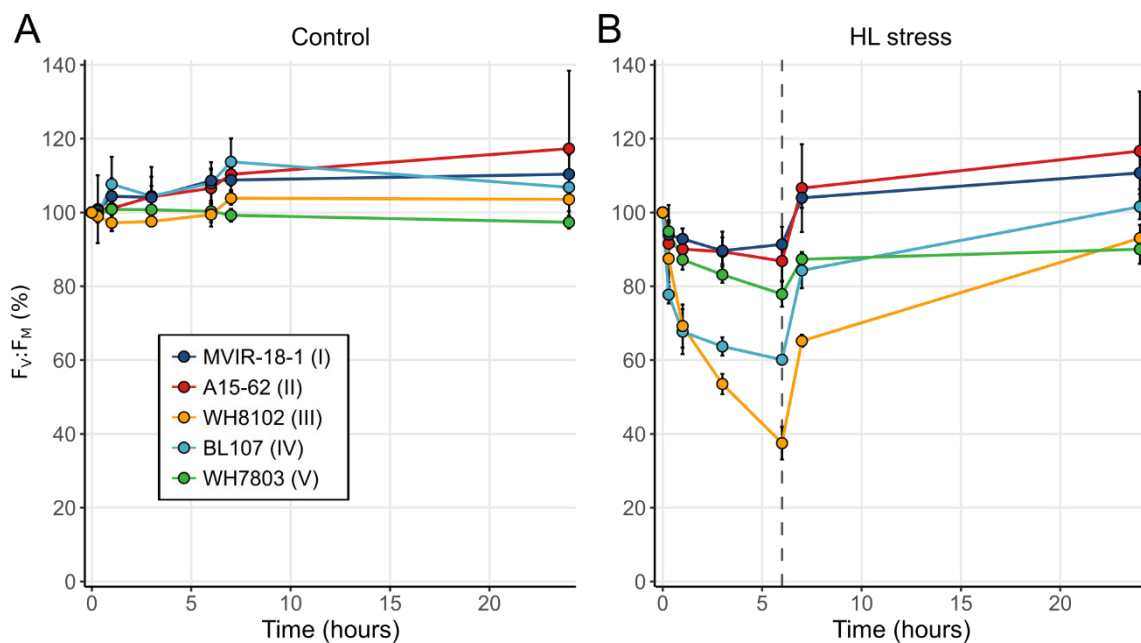 A
Control
B
HL stress
140
120
100
80
60
40
20
0
140
120
100
80
60
40
20
0
F_V:F_M (%)
MVIR-18-1 (I)
A15-62 (II)
WH8102 (III)
BL107 (IV)
WH7803 (V)
0 5 10 15 20
0 5 10 15 20
Time (hours)
Time (hours)